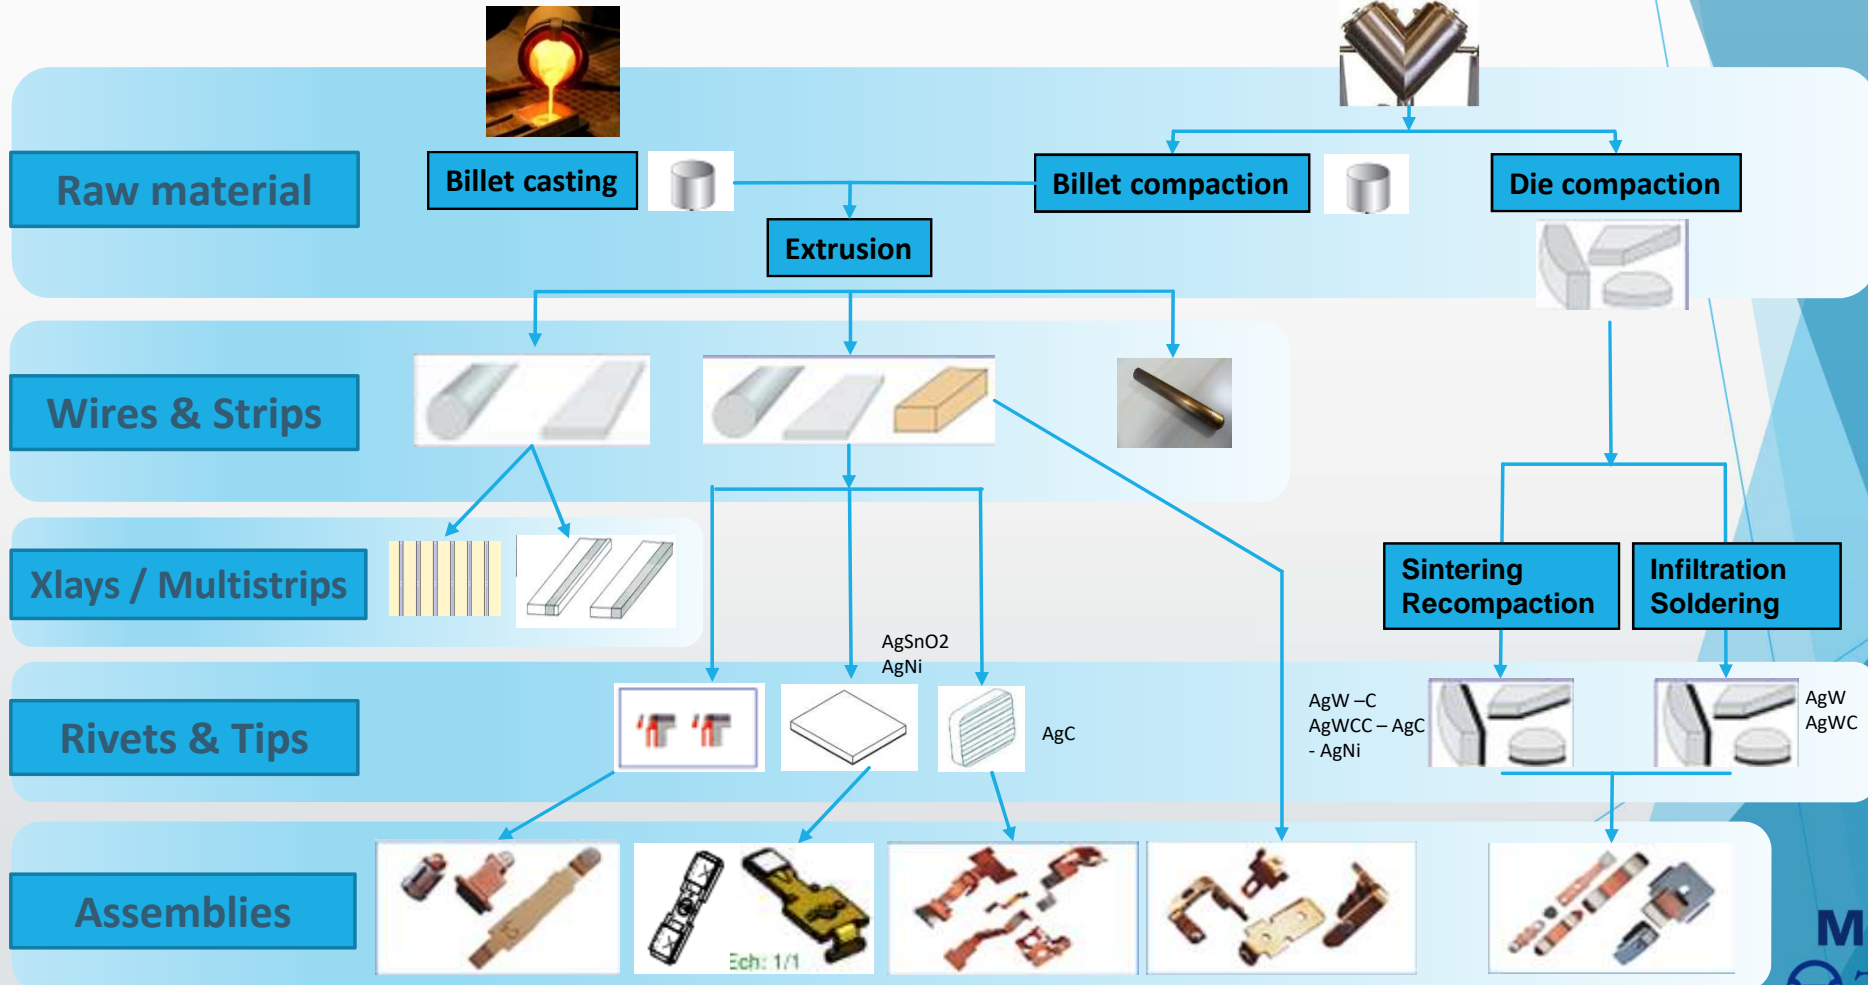 Raw material
Billet casting
Billet compaction
Die compaction
Extrusion
Wires & Strips
Xlays / Multistrips
Sintering
Recompaction
Infiltration
Soldering
AgSnO2
AgNi
Rivets & Tips
AgC
AgW –C
AgWCC – AgC
- AgNi
AgW
AgWC
Assemblies
Ech: 1/1
M